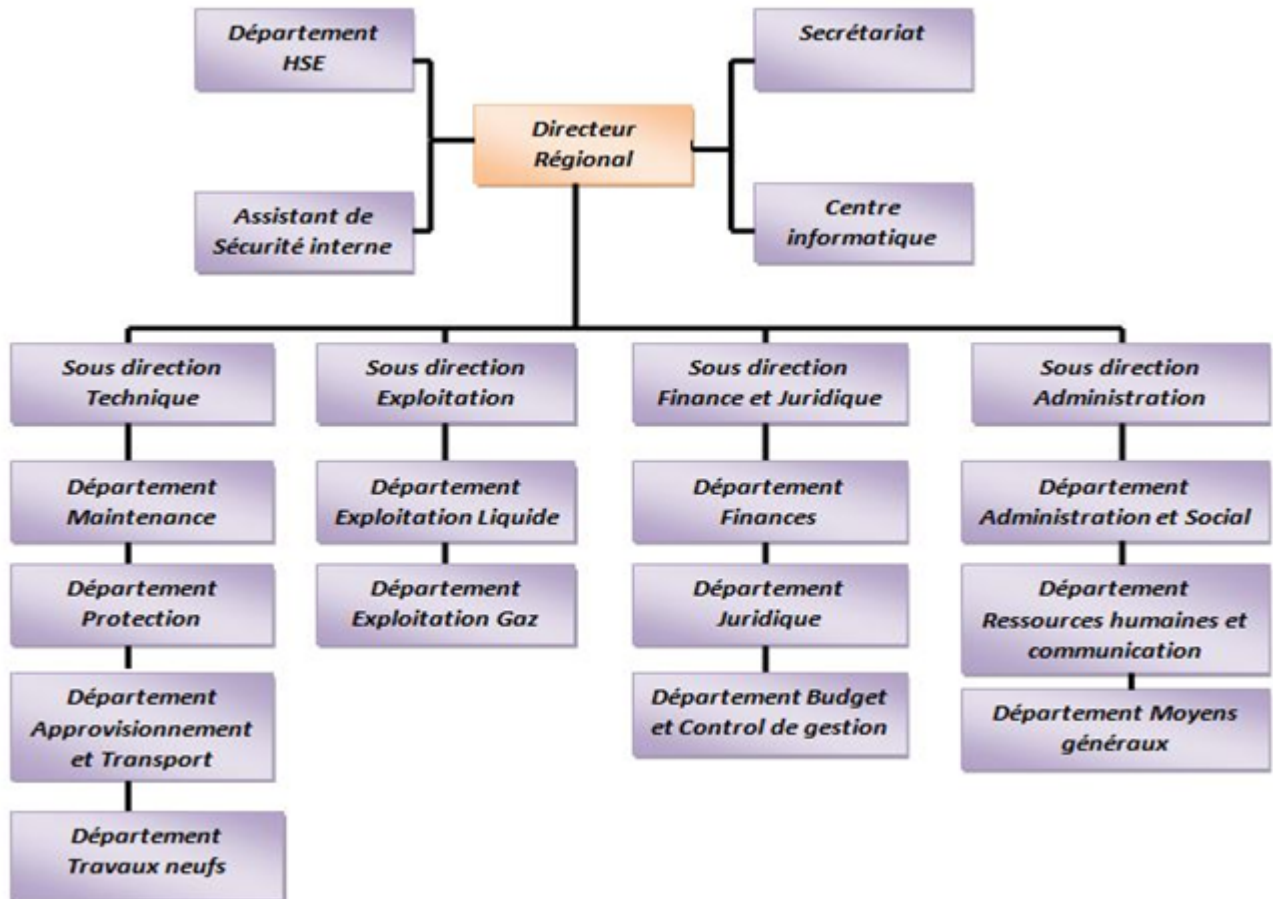 Département
HSE
Secrétariat
Directeur
Régional
Assistant de
Sécurité interne
Centre
informatique
Sous direction
Technique
Département
Maintenance
Département
Protection
Département
Approvisionnement
et Transport
Département
Travaux neufs
Sous direction
Exploitation
Département
Exploitation Liquide
Département
Exploitation Gaz
Sous direction
Finance et Juridique
Département
Finances
Département
Juridique
Département Budget
et Control de gestion
Sous direction
Administration
Département
Administration et Social
Département
Ressources humaines et
communication
Département Moyens
généraux